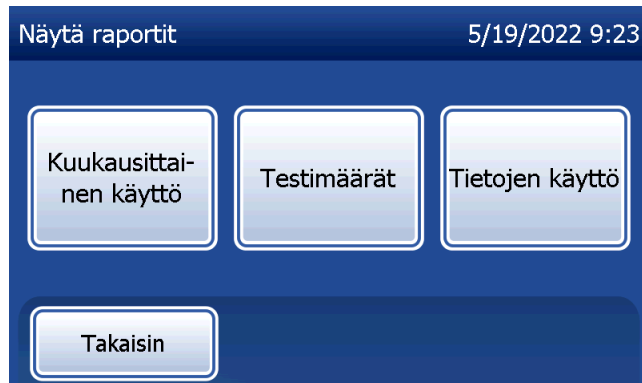 Näytä raportit 5/19/2022 9:23
Kuukausittai-
nen käyttö
Testimäärät
Tietojen käyttö
Takaisin